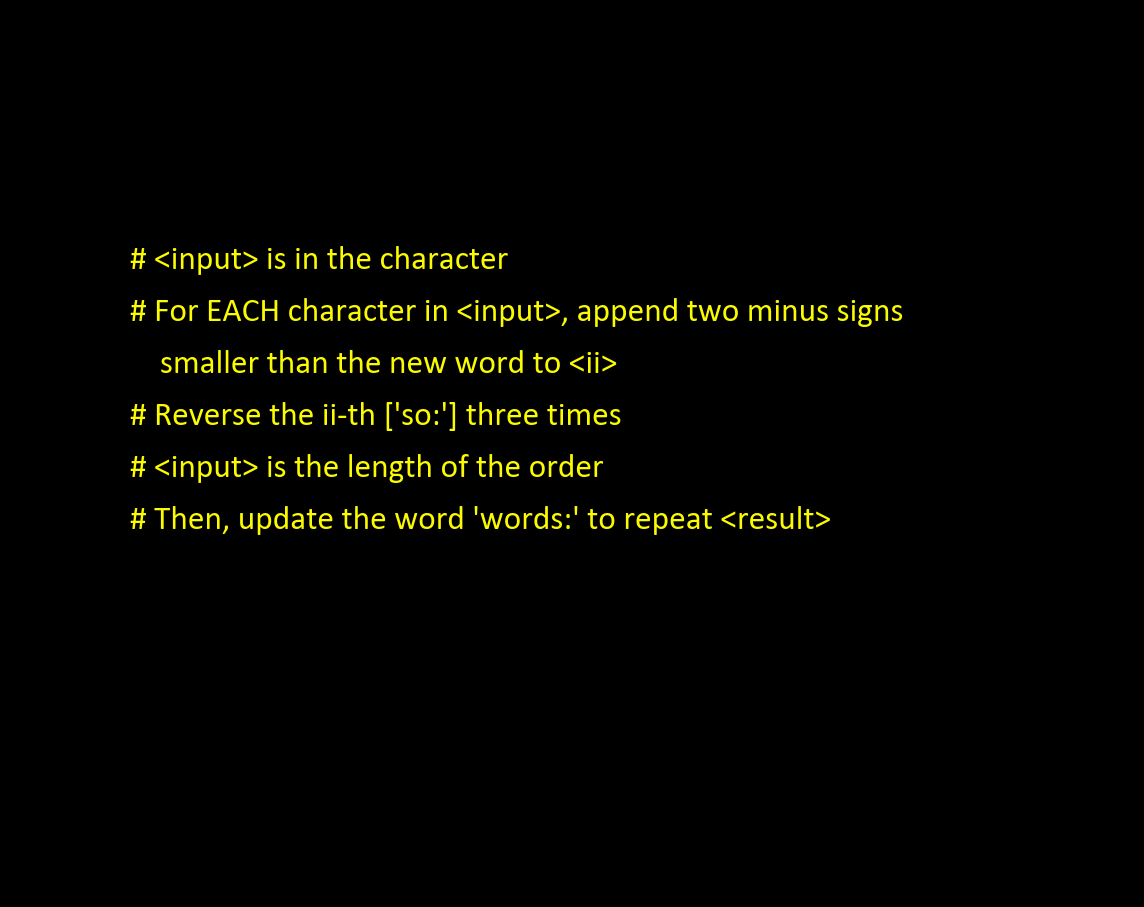 # <input> is in the character
# For EACH character in <input>, append two minus signs
smaller than the new word to <ii>
# Reverse the ii-th ['so:'] three times
# <input> is the length of the order
# Then, update the word 'words:' to repeat <result>